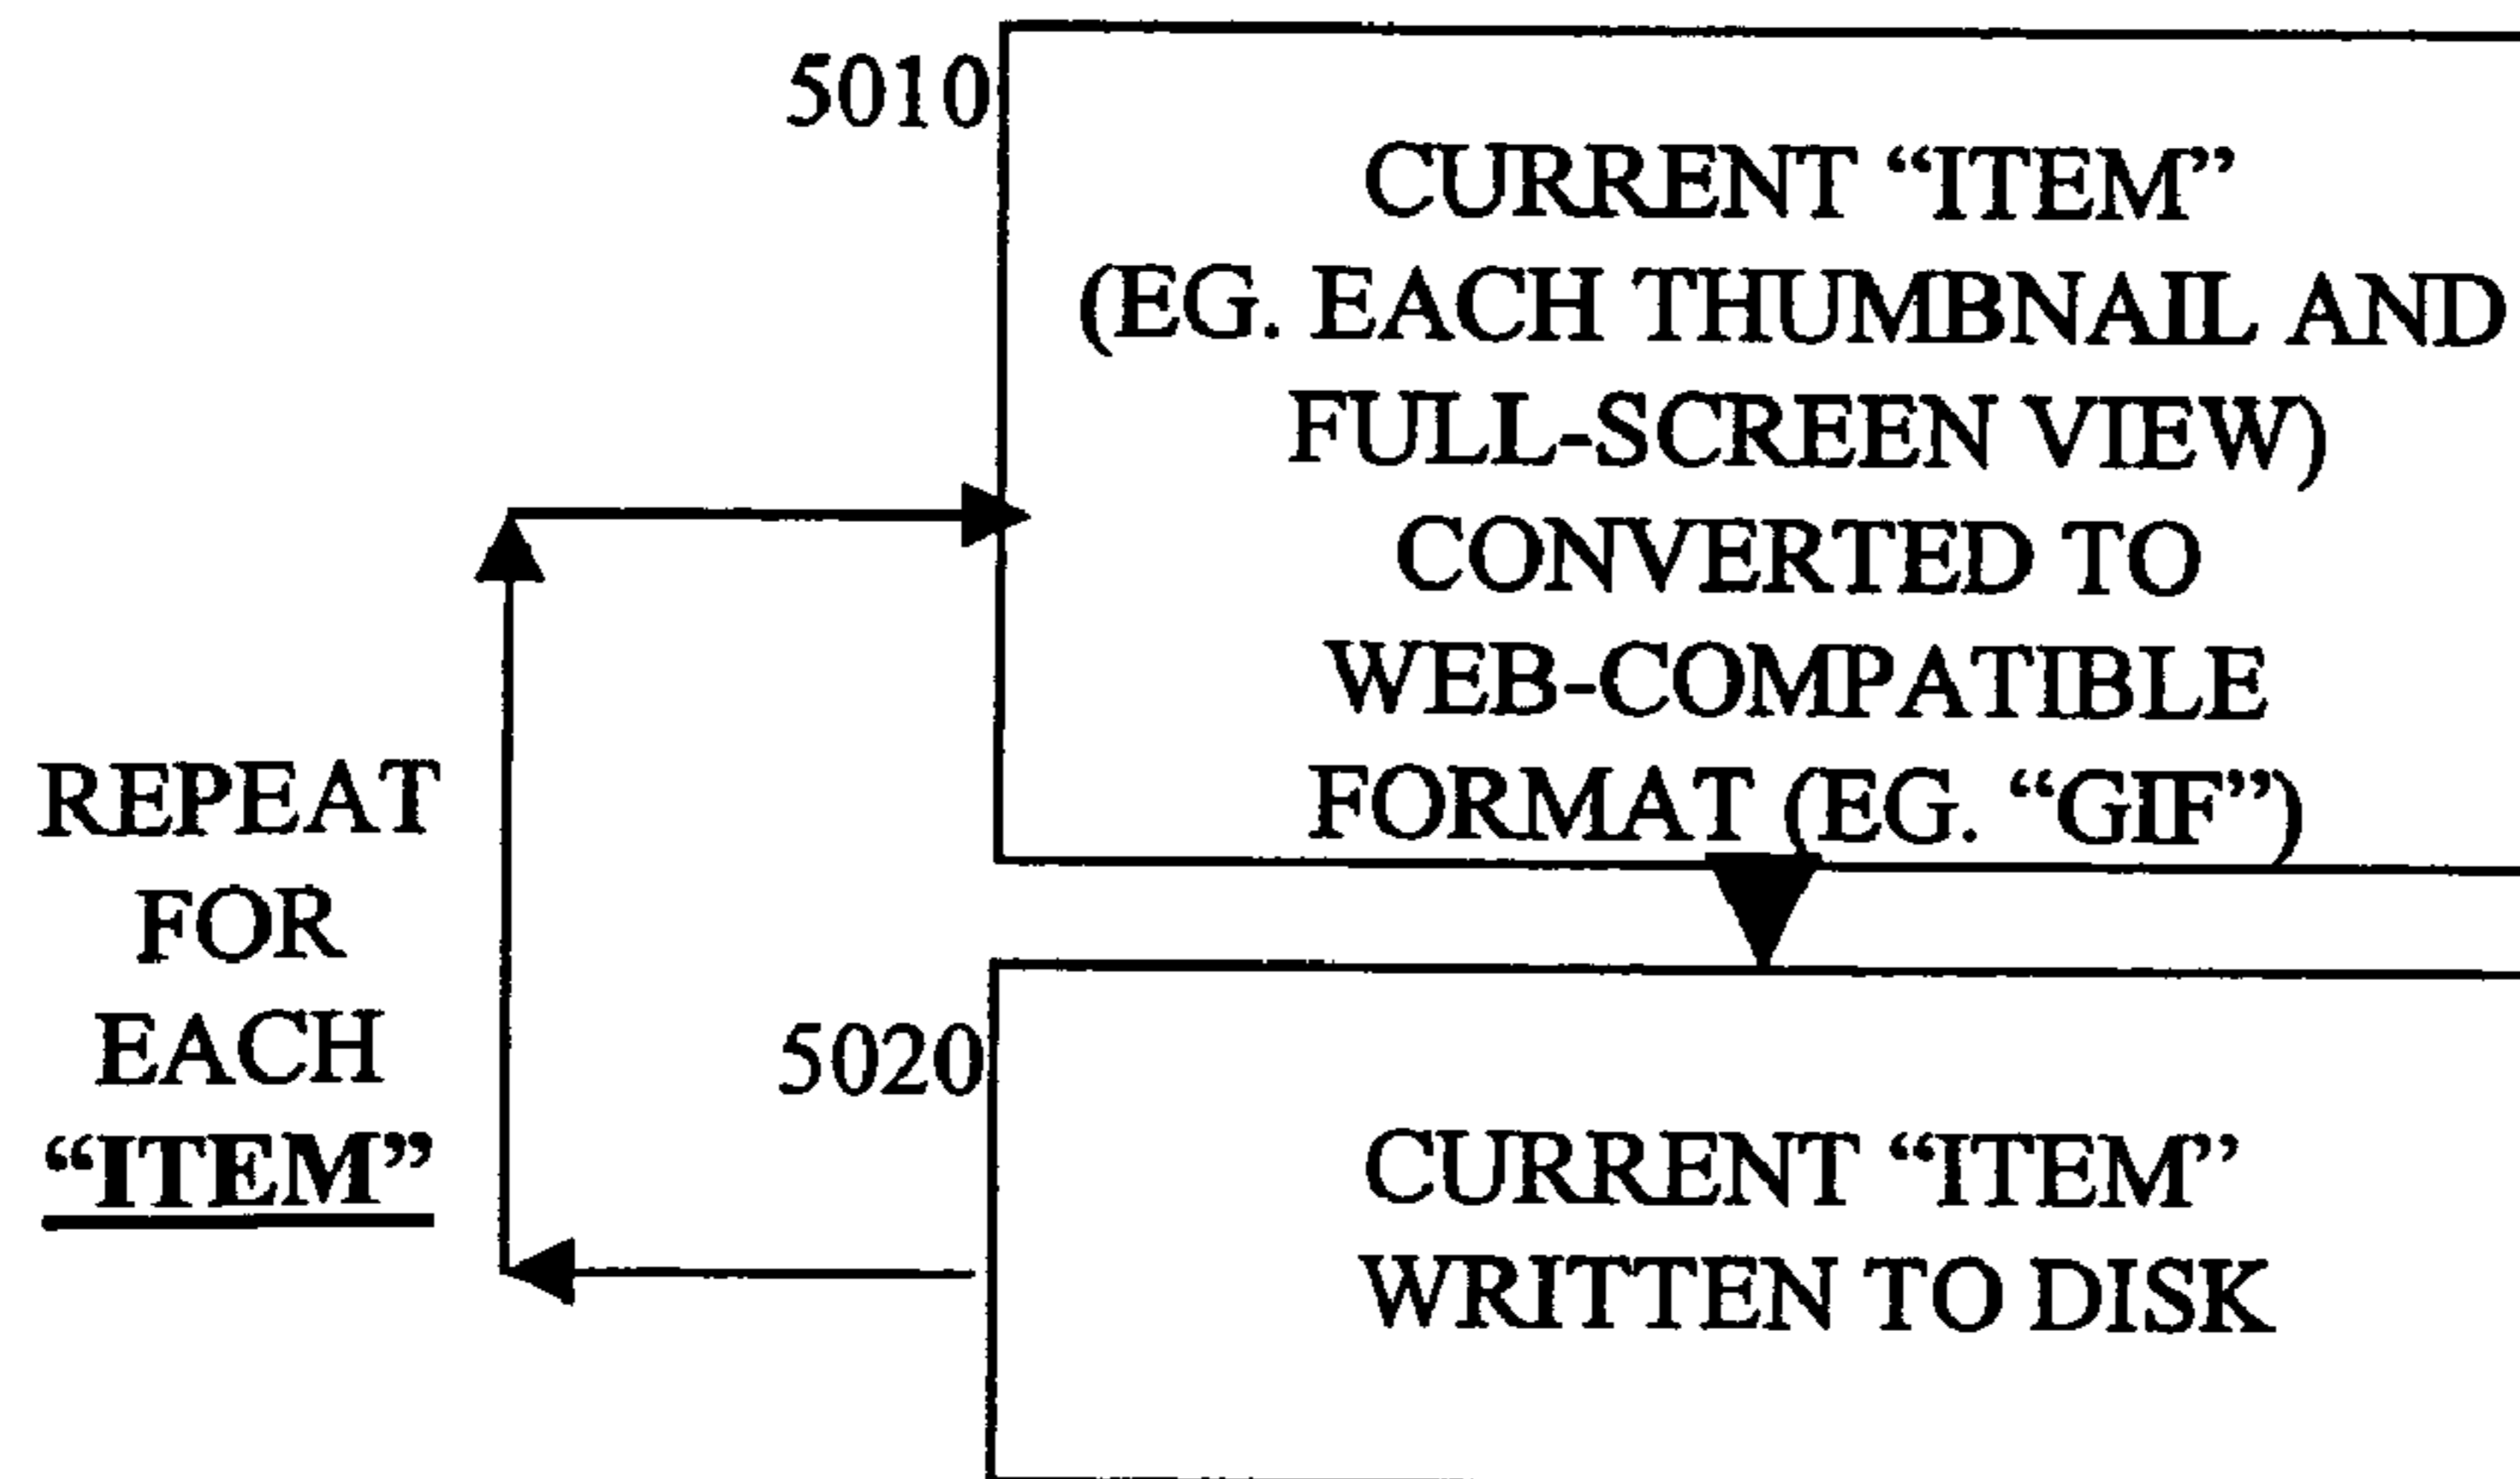 5010
CURRENT “ITEM”
(EG. EACH THUMBNAIL AND
FULL-SCREEN VIEW)
CONVERTED TO
WEB-COMPATIBLE
FORMAT (EG. “GIF”)
REPEAT
FOR
EACH
“ITEM”
5020
CURRENT “ITEM”
WRITTEN TO DISK